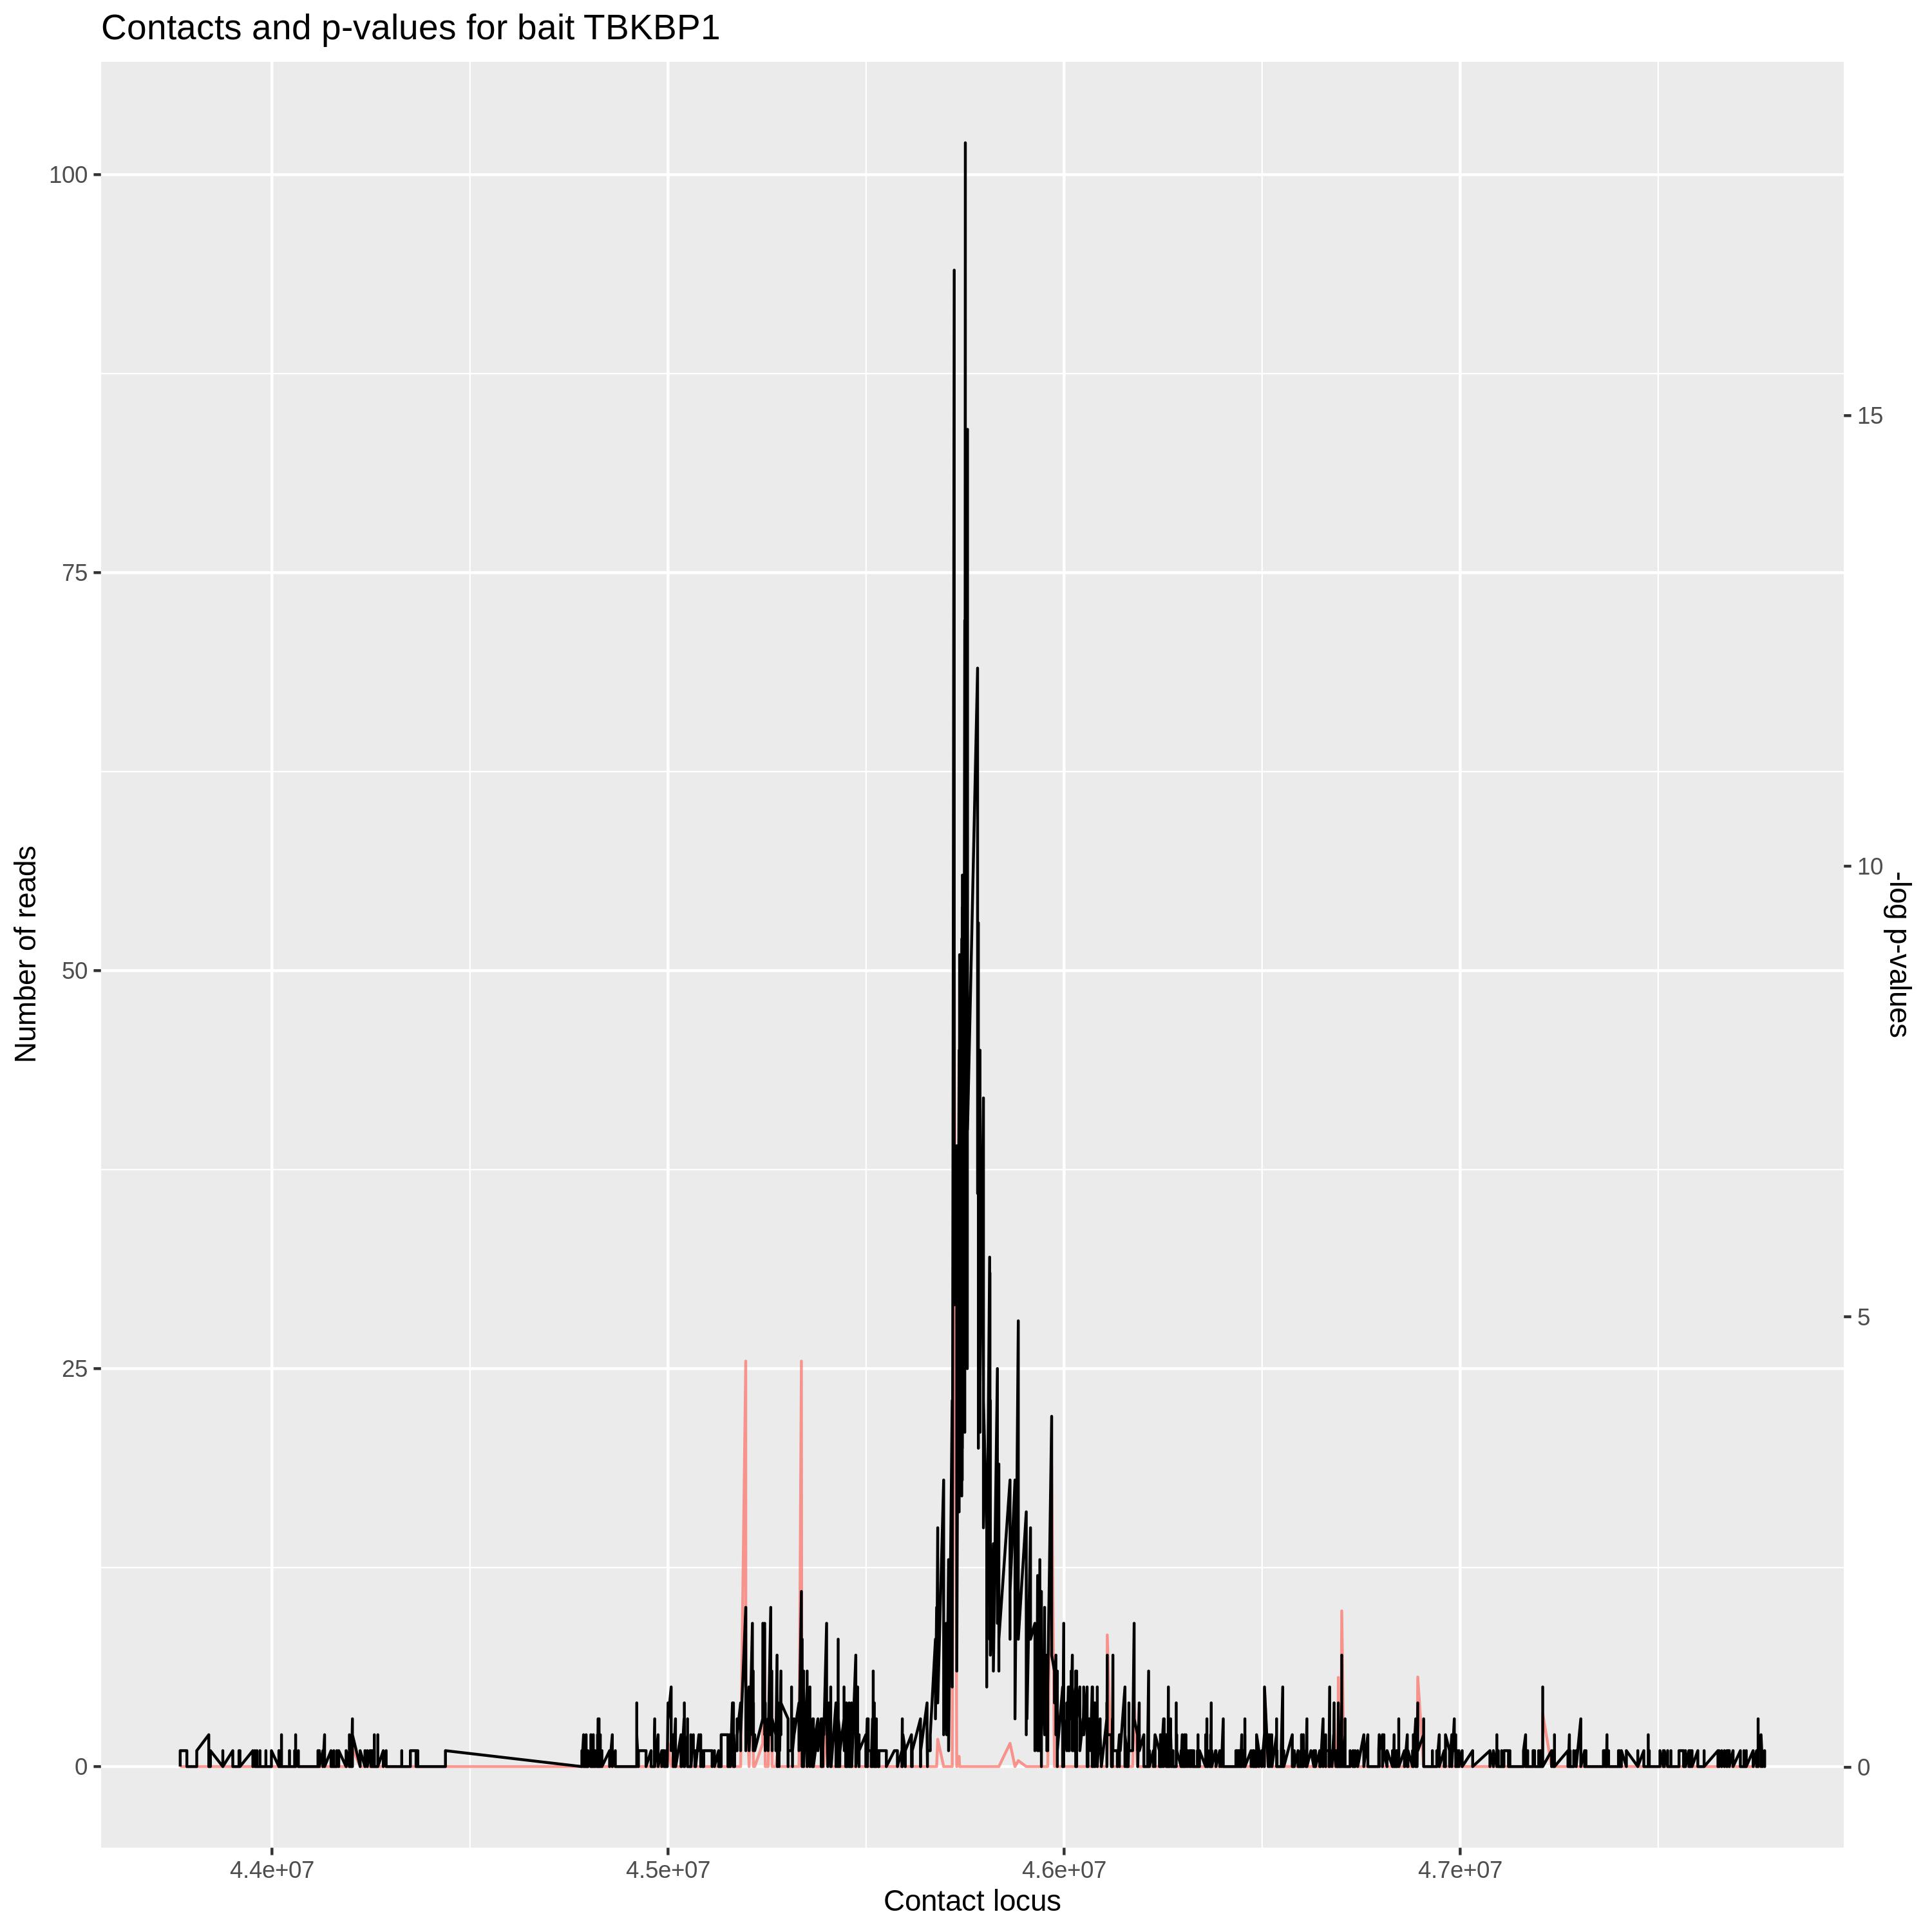 Contacts and p-values for bait TBKBP1
100
75
50
25
0
Number of reads
15
10
5
0
-log p-values
4.4e+07 4.5e+07 4.6e+07 4.7e+07
Contact locus